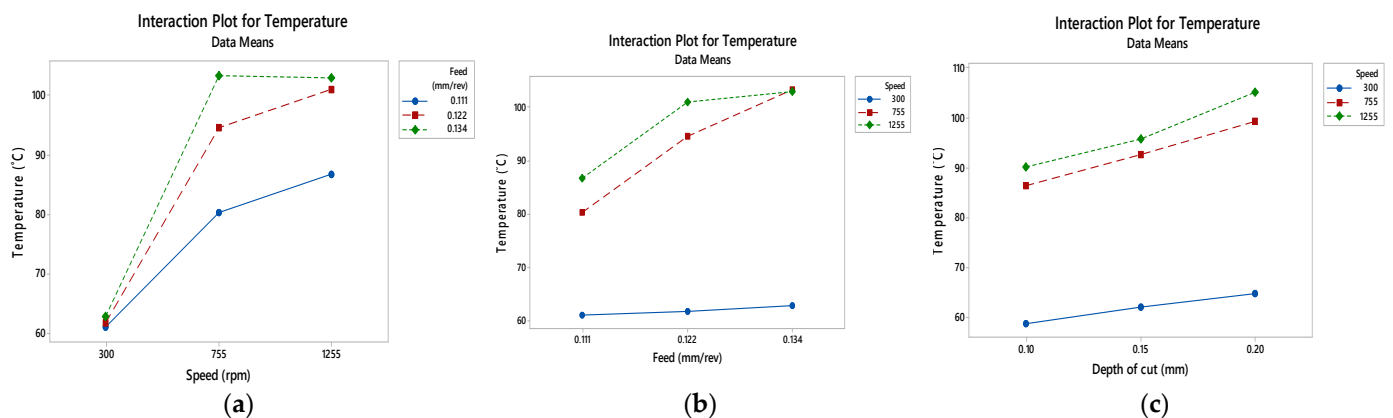 Interaction Plot for Temperature
Data Means
Temperature (˚C)
100
90
80
70
60
300
755
1255
Speed (rpm)
Feed
(mm/rev)
0.111
0.122
0.134
(a)
Interaction Plot for Temperature
Data Means
Temperature (˚C)
100
90
80
70
60
0.111
0.122
0.134
Feed (mm/rev)
Speed
300
755
1255
(b)
Interaction Plot for Temperature
Data Means
Temperature (˚C)
110
100
90
80
70
60
0.10
0.15
0.20
Depth of cut (mm)
Speed
300
755
1255
(c)